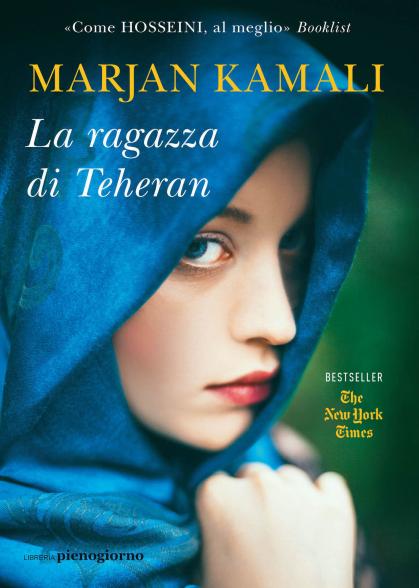 «Come HOSSEINI, al meglio» Booklist
MARJAN KAMALI
La ragazza
di Teheran
BESTSELLER
The
New York
Times
LIBRERIA pienogiorno